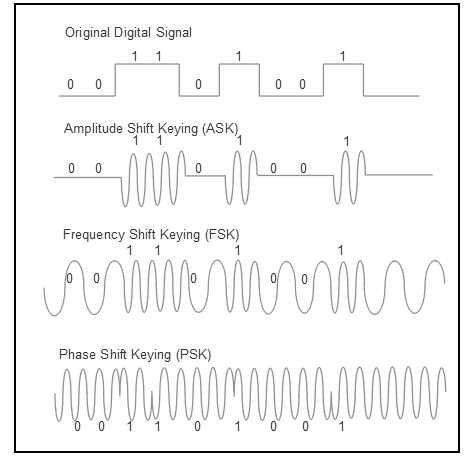 Original Digital Signal
0 0 1 1 0 1 0 0 1
Amplitude Shift Keying (ASK)
0 0 1 1 0 1 0 0 1
Frequency Shift Keying (FSK)
0 0 1 1 0 1 0 0 1
Phase Shift Keying (PSK)
0 0 1 1 0 1 0 0 1